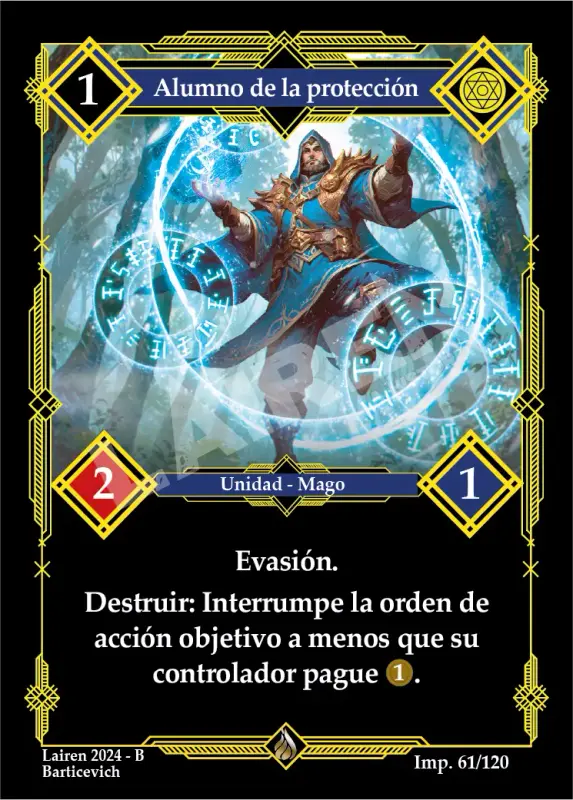 1
Alumno de la protección
2
Unidad - Mago
1
Evasión.
Destruir: Interrumpe la orden de
acción objetivo a menos que su
controlador pague 1.
Lairen 2024 - B
Barticevich
Imp. 61/120